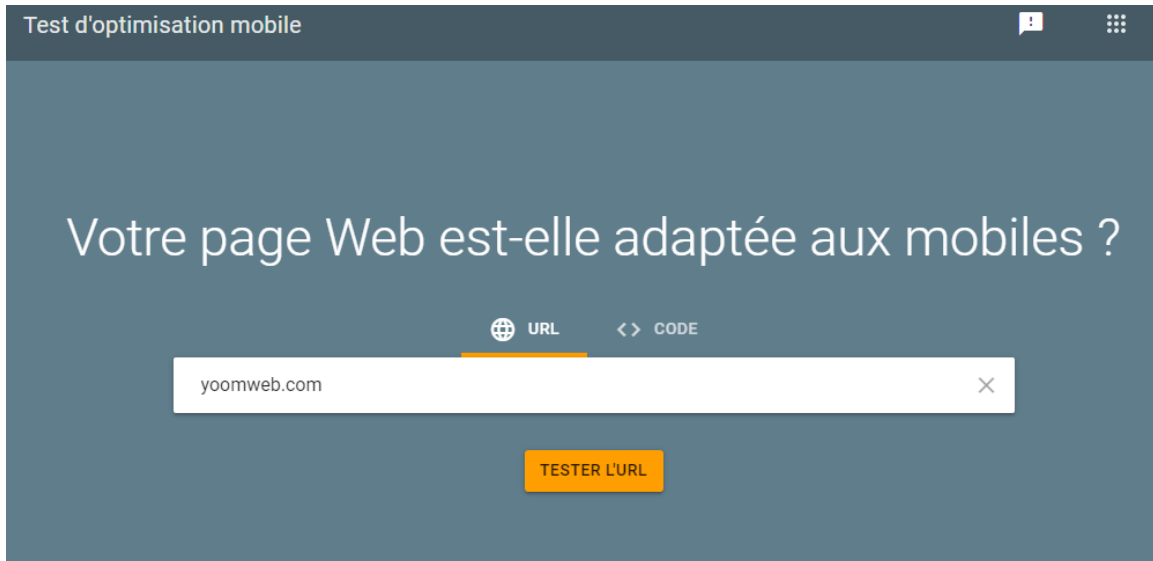 Test d'optimisation mobile
Votre page Web est-elle adaptée aux mobiles ?
URL <> CODE
yoomweb.com
TESTER L'URL